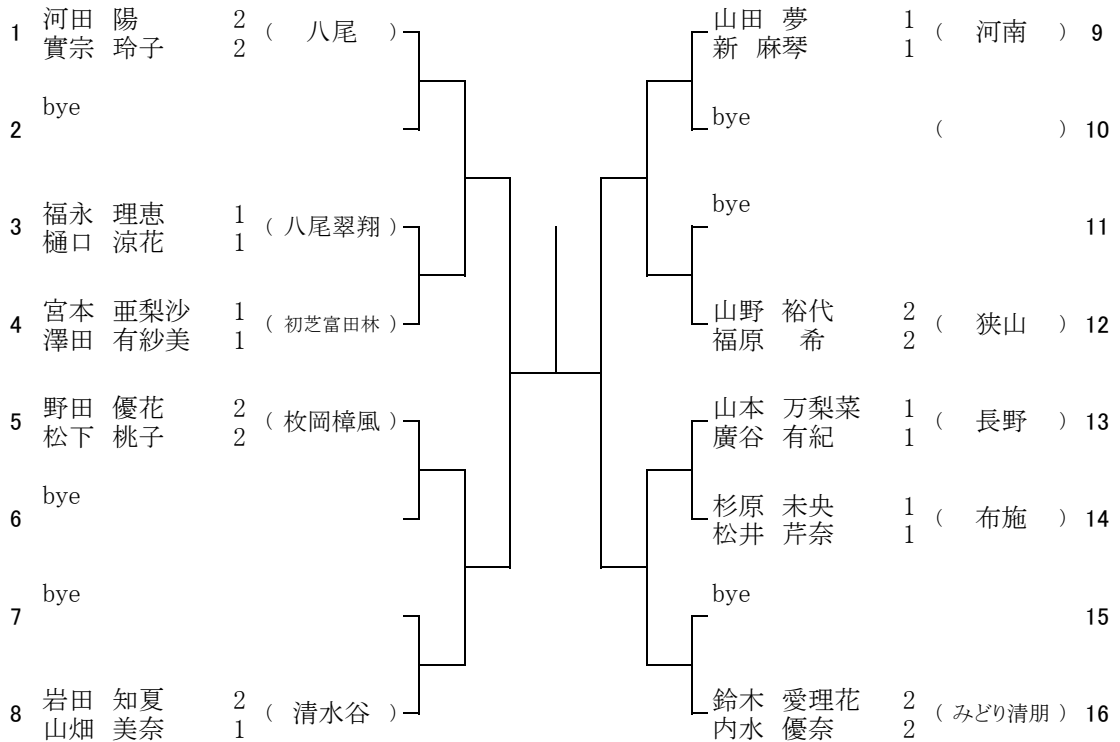 1 河田 陽 2 ( 八尾 )
實宗 玲子 2
2 bye
3 福永 理恵 1 ( 八尾翠翔 )
樋口 涼花 1
4 宮本 亜梨沙 1 ( 初芝富田林 )
澤田 有紗美 1
5 野田 優花 2 ( 枚岡樟風 )
松下 桃子 2
6 bye
7 bye
8 岩田 知夏 2 ( 清水谷 )
山畑 美奈 1
山田 夢 1 ( 河南 ) 9
新 麻琴 1
bye ( ) 10
bye 11
山野 裕代 2 ( 狭山 ) 12
福原 希 2
山本 万梨菜 1 ( 長野 ) 13
廣谷 有紀 1
杉原 未央 1 ( 布施 ) 14
松井 芹奈 1
bye 15
鈴木 愛理花 2 ( みどり清朋 ) 16
内水 優奈 2